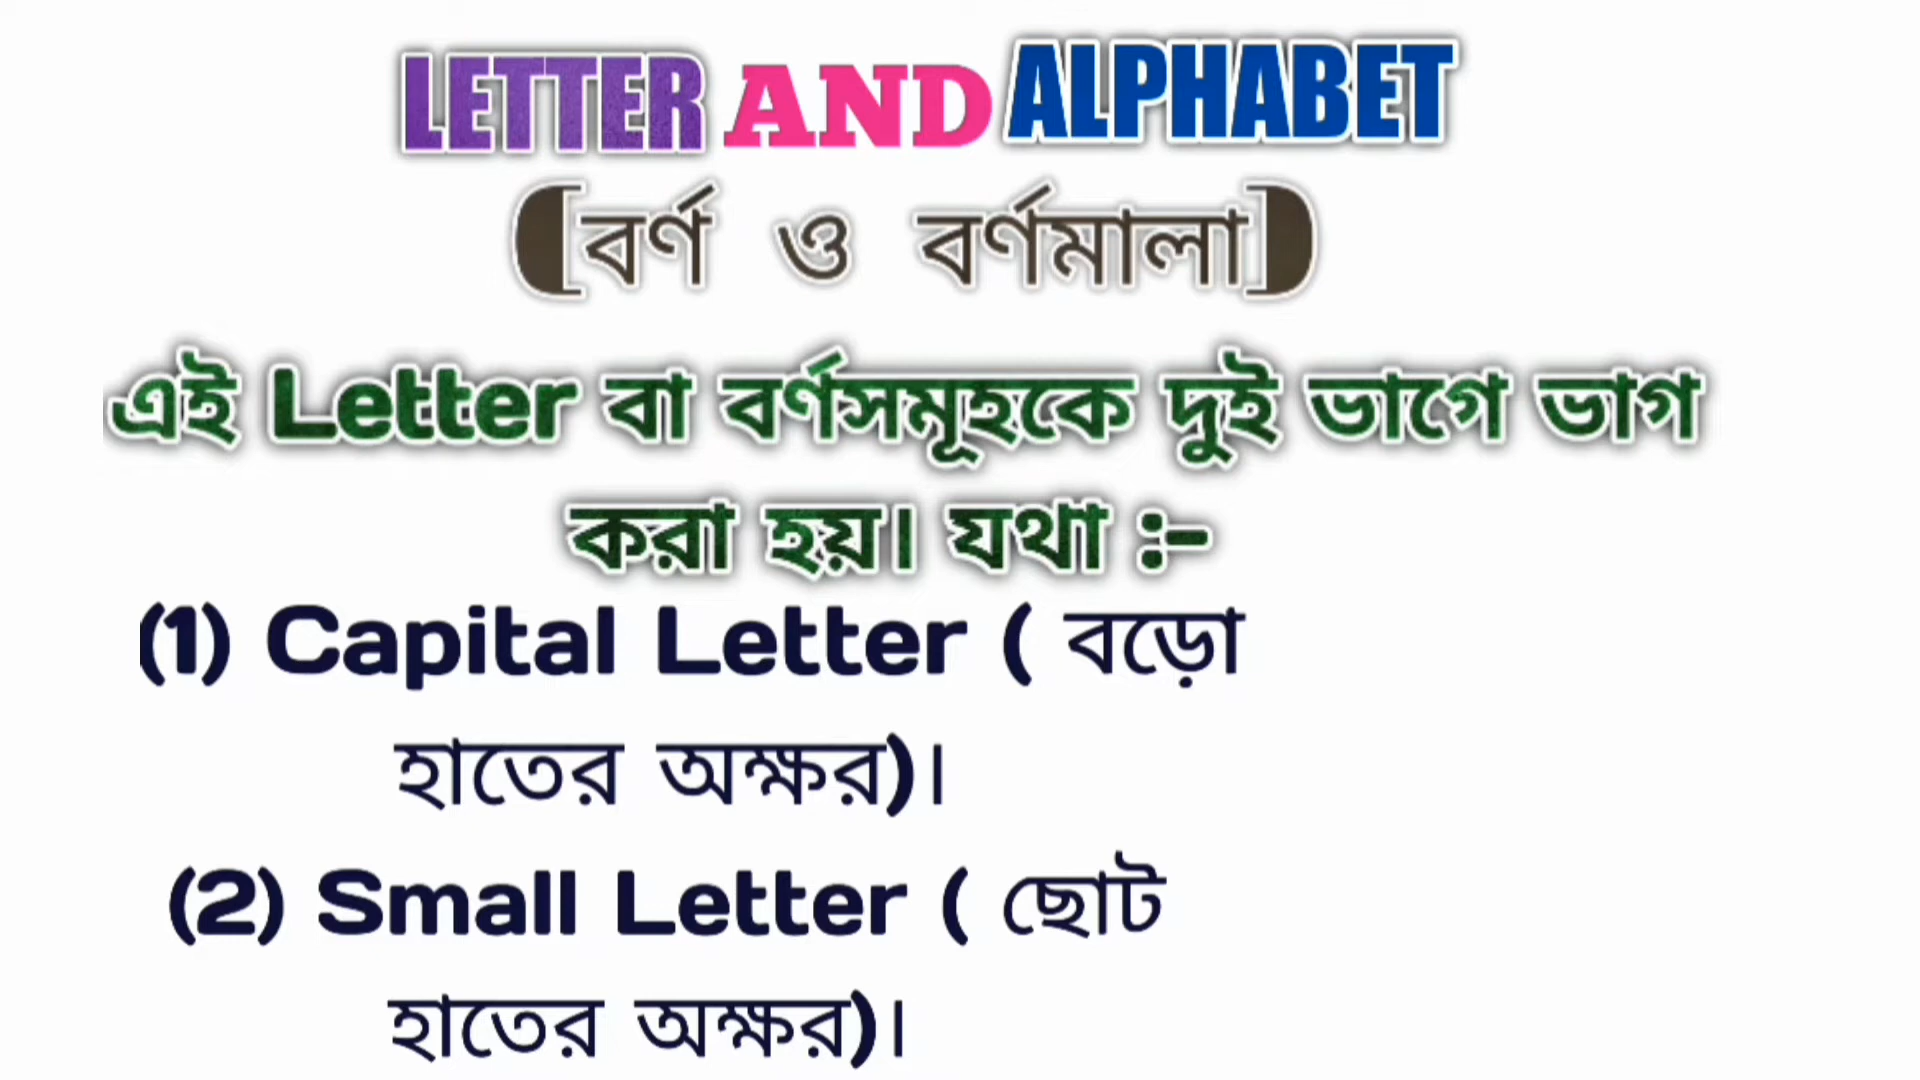 LETTER AND ALPHABET
[বর্ণ ও বর্ণমালা]
এই Letter বা বর্ণসমূহকে দুই ভাগে ভাগ
করা হয়। যথা :-
(1) Capital Letter ( বড়ো
হাতের অক্ষর)।
(2) Small Letter ( ছোট
হাতের অক্ষর)।